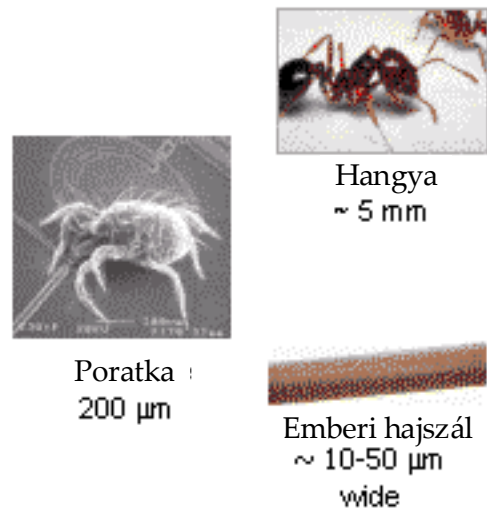 Hangya
~ 5 mm
Poratka
200 µm
Emberi hajszál
~ 10-50 µm
wide